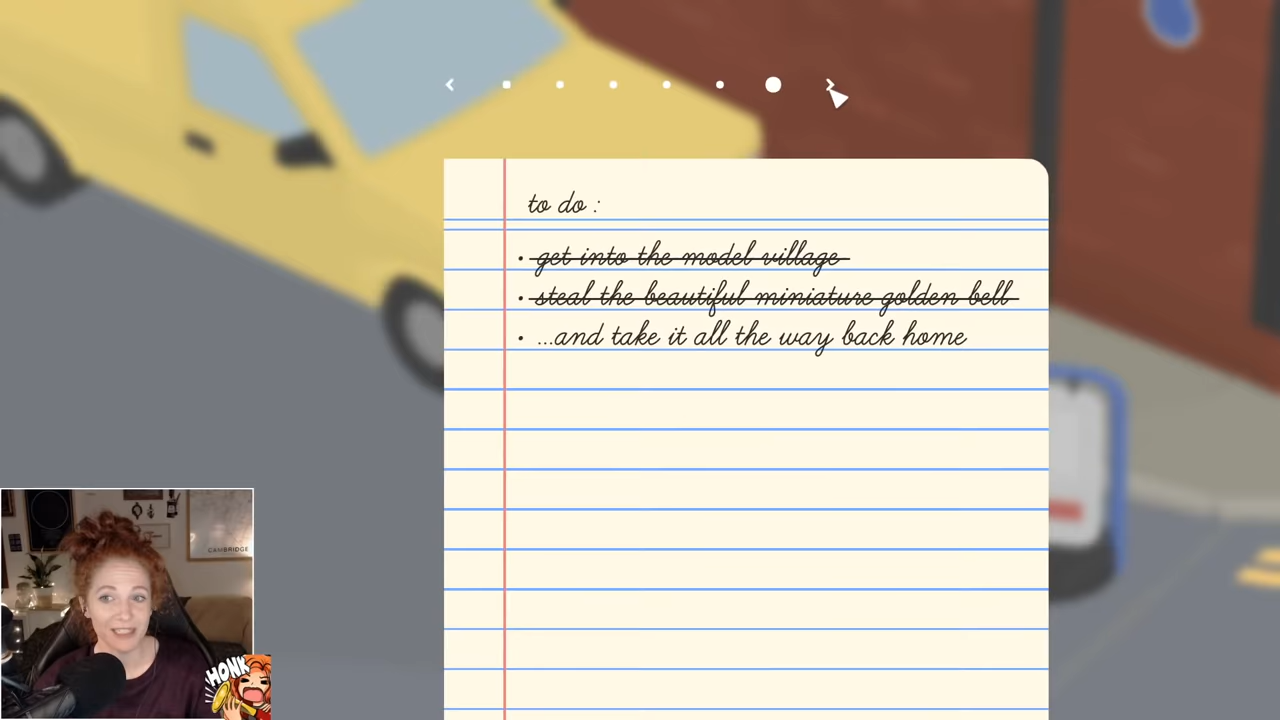 to do :
• get into the model village
• steal the beautiful miniature golden bell
• ...and take it all the way back home
CAMBRIDGE
HONK